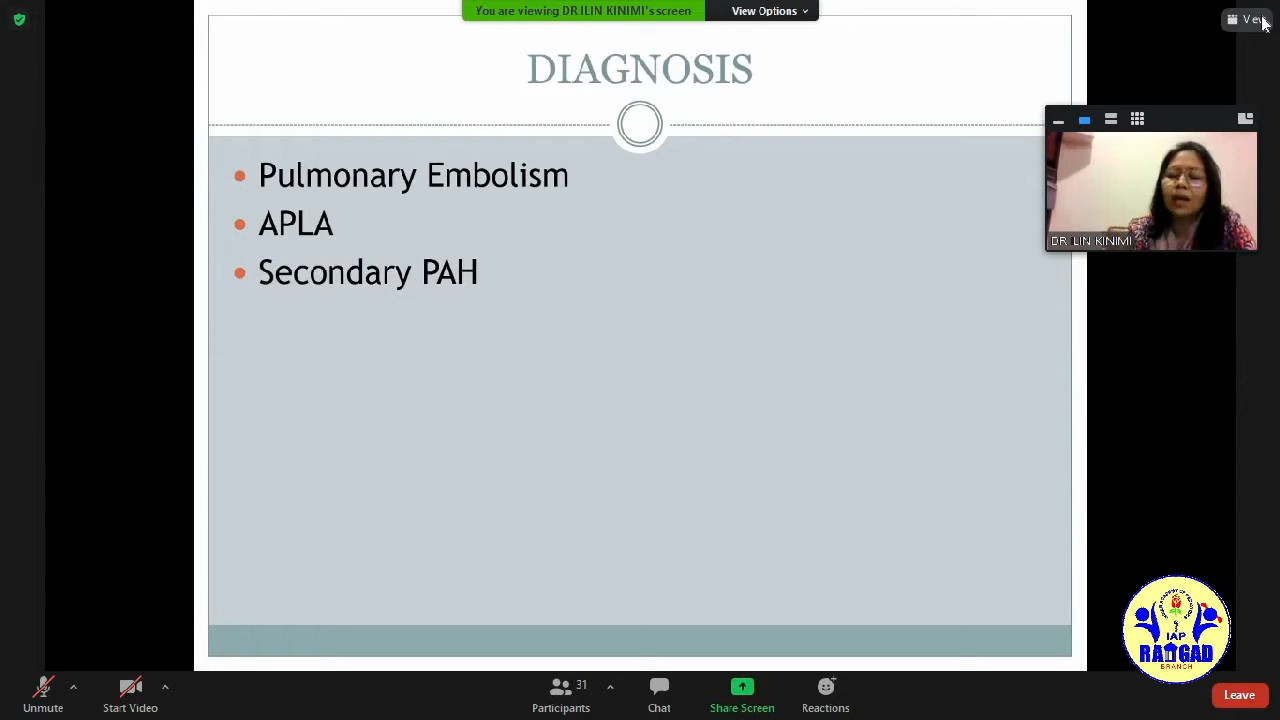 You are viewing DR ILIN KINIMI's screen
View Options
View
DIAGNOSIS
Pulmonary Embolism
APLA
Secondary PAH
DR ILIN KINIMI
IAP
RAIGAD
BRANCH
Unmute
Start Video
31
Participants
Chat
Share Screen
Reactions
Leave